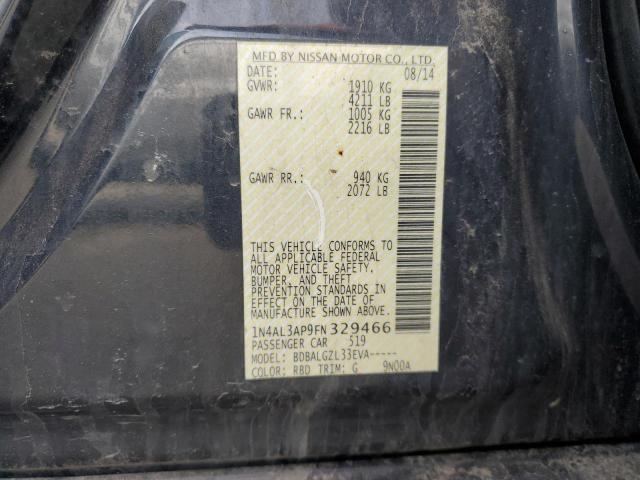 MFD BY NISSAN MOTOR CO., LTD.
DATE: 08/14
GVWR: 1910 KG
4211 LB
GAWR FR.: 1005 KG
2216 LB
GAWR RR.: 940 KG
2072 LB
THIS VEHICLE CONFORMS TO
ALL APPLICABLE FEDERAL
MOTOR VEHICLE SAFETY,
BUMPER, AND THEFT
PREVENTION STANDARDS IN
EFFECT ON THE DATE OF
MANUFACTURE SHOWN ABOVE.
1N4AL3AP9FN329466
PASSENGER CAR 519
MODEL: BDBALGZL33EVA-----
COLOR: RBD TRIM: G 9N00A